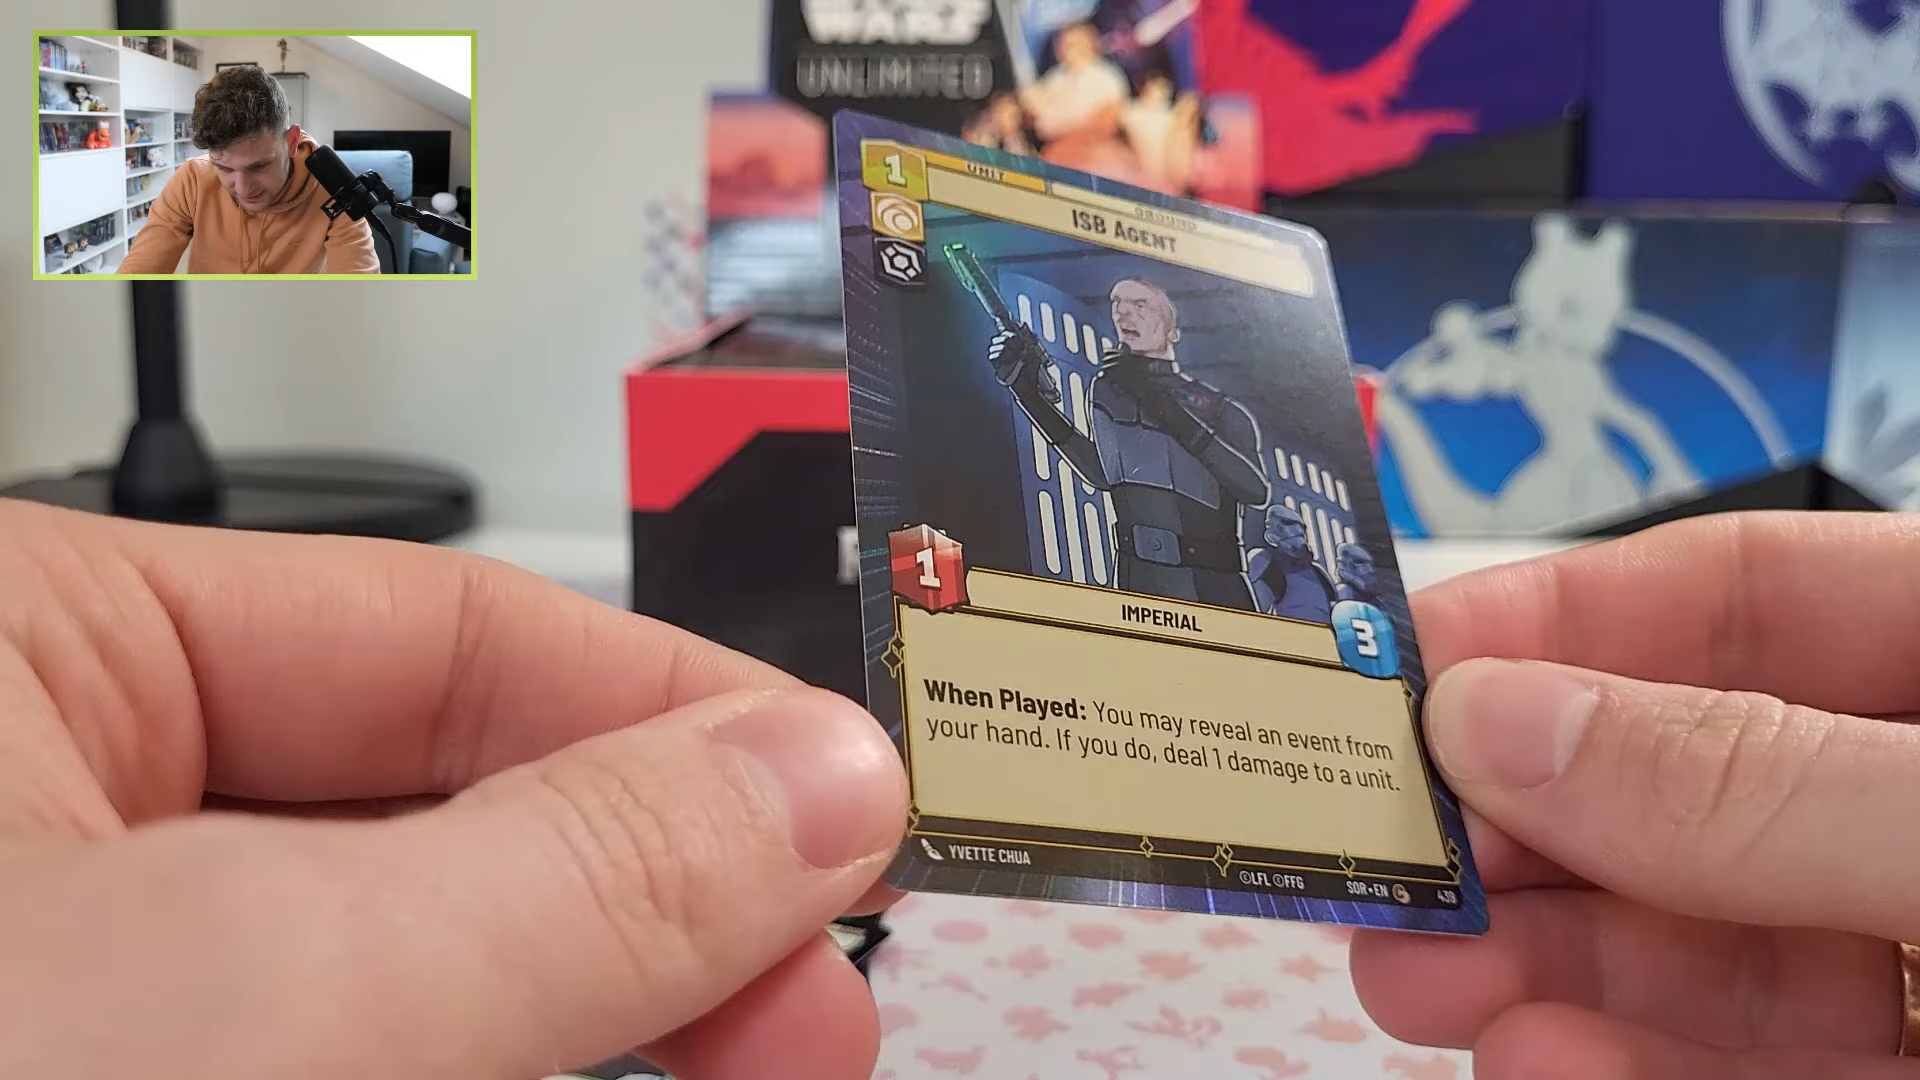 WARS
UNLIMITED
1
UNIT
GROUND
ISB AGENT
1
IMPERIAL
3
When Played: You may reveal an event from
your hand. If you do, deal 1 damage to a unit.
YVETTE CHUA
©LFL ©FFG
SOR•EN C
439